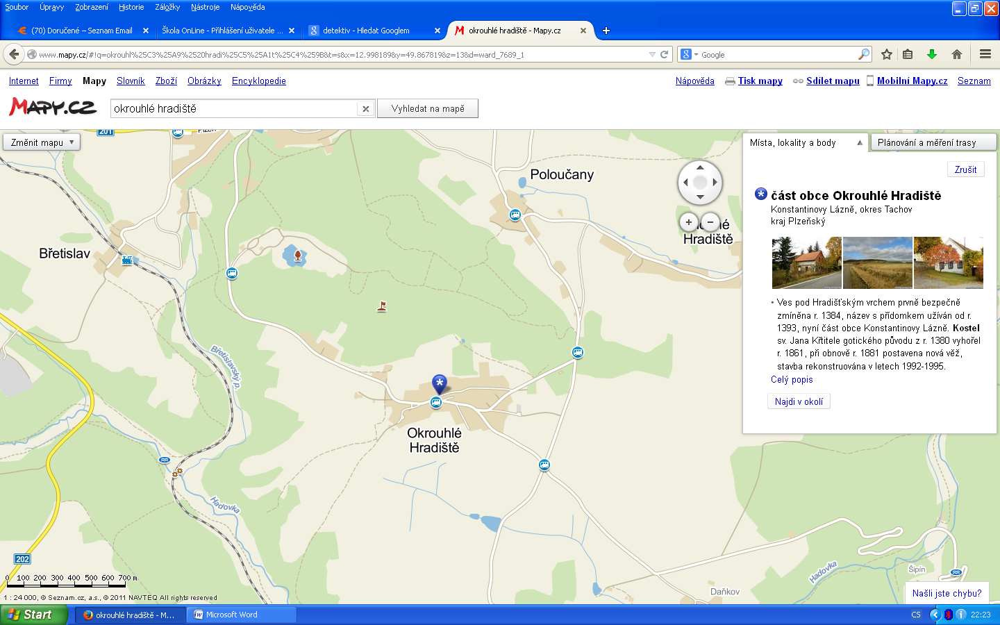 Soubor Úpravy Zobrazení Historie Záložky Nástroje Nápověda
(70) Doručené – Seznam Email
Škola OnLine - Přihlášení uživatele ...
detektiv - Hledat Googlem
okrouhlé hradiště - Mapy.cz
www.mapy.cz/#!q=okrouhl%25C3%25A9%2520hradi%25C5%25A1t%25C4%259B&t=s&x=12.998189&y=49.867819&z=13&d=ward_7689_1
Google
Internet Firmy Mapy Slovník Zboží Obrázky Encyklopedie
Nápověda Tisk mapy Sdílet mapu Mobilní Mapy.cz Seznam
MAPY.CZ
okrouhlé hradiště
Vyhledat na mapě
Změnit mapu
201
Místa, lokality a body
Plánování a měření trasy
Zrušit
část obce Okrouhlé Hradiště
Konstantinovy Lázně, okres Tachov
kraj Plzeňský
Ves pod Hradišťským vrchem prvně bezpečně
zmíněna r. 1384, název s přídomkem užíván od r.
1393, nyní část obce Konstantinovy Lázně. Kostel
sv. Jana Křtitele gotického původu z r. 1380 vyhořel
r. 1861, při obnově r. 1881 postavena nová věž,
stavba rekonstruována v letech 1992-1995.
Celý popis
Najdi v okolí
Poloučany
Hradiště
Břetislav
Břetislavský p.
Okrouhlé
Hradiště
Hadovka
Hadovka
Šipín
Daňkov
202
0 100 200 300 400 500 600 700 m
1 : 24 000, © Seznam.cz, a.s., © 2011 NAVTEQ All rights reserved
Našli jste chybu?
Start
okrouhlé hradiště - M...
Microsoft Word
CS
22:23